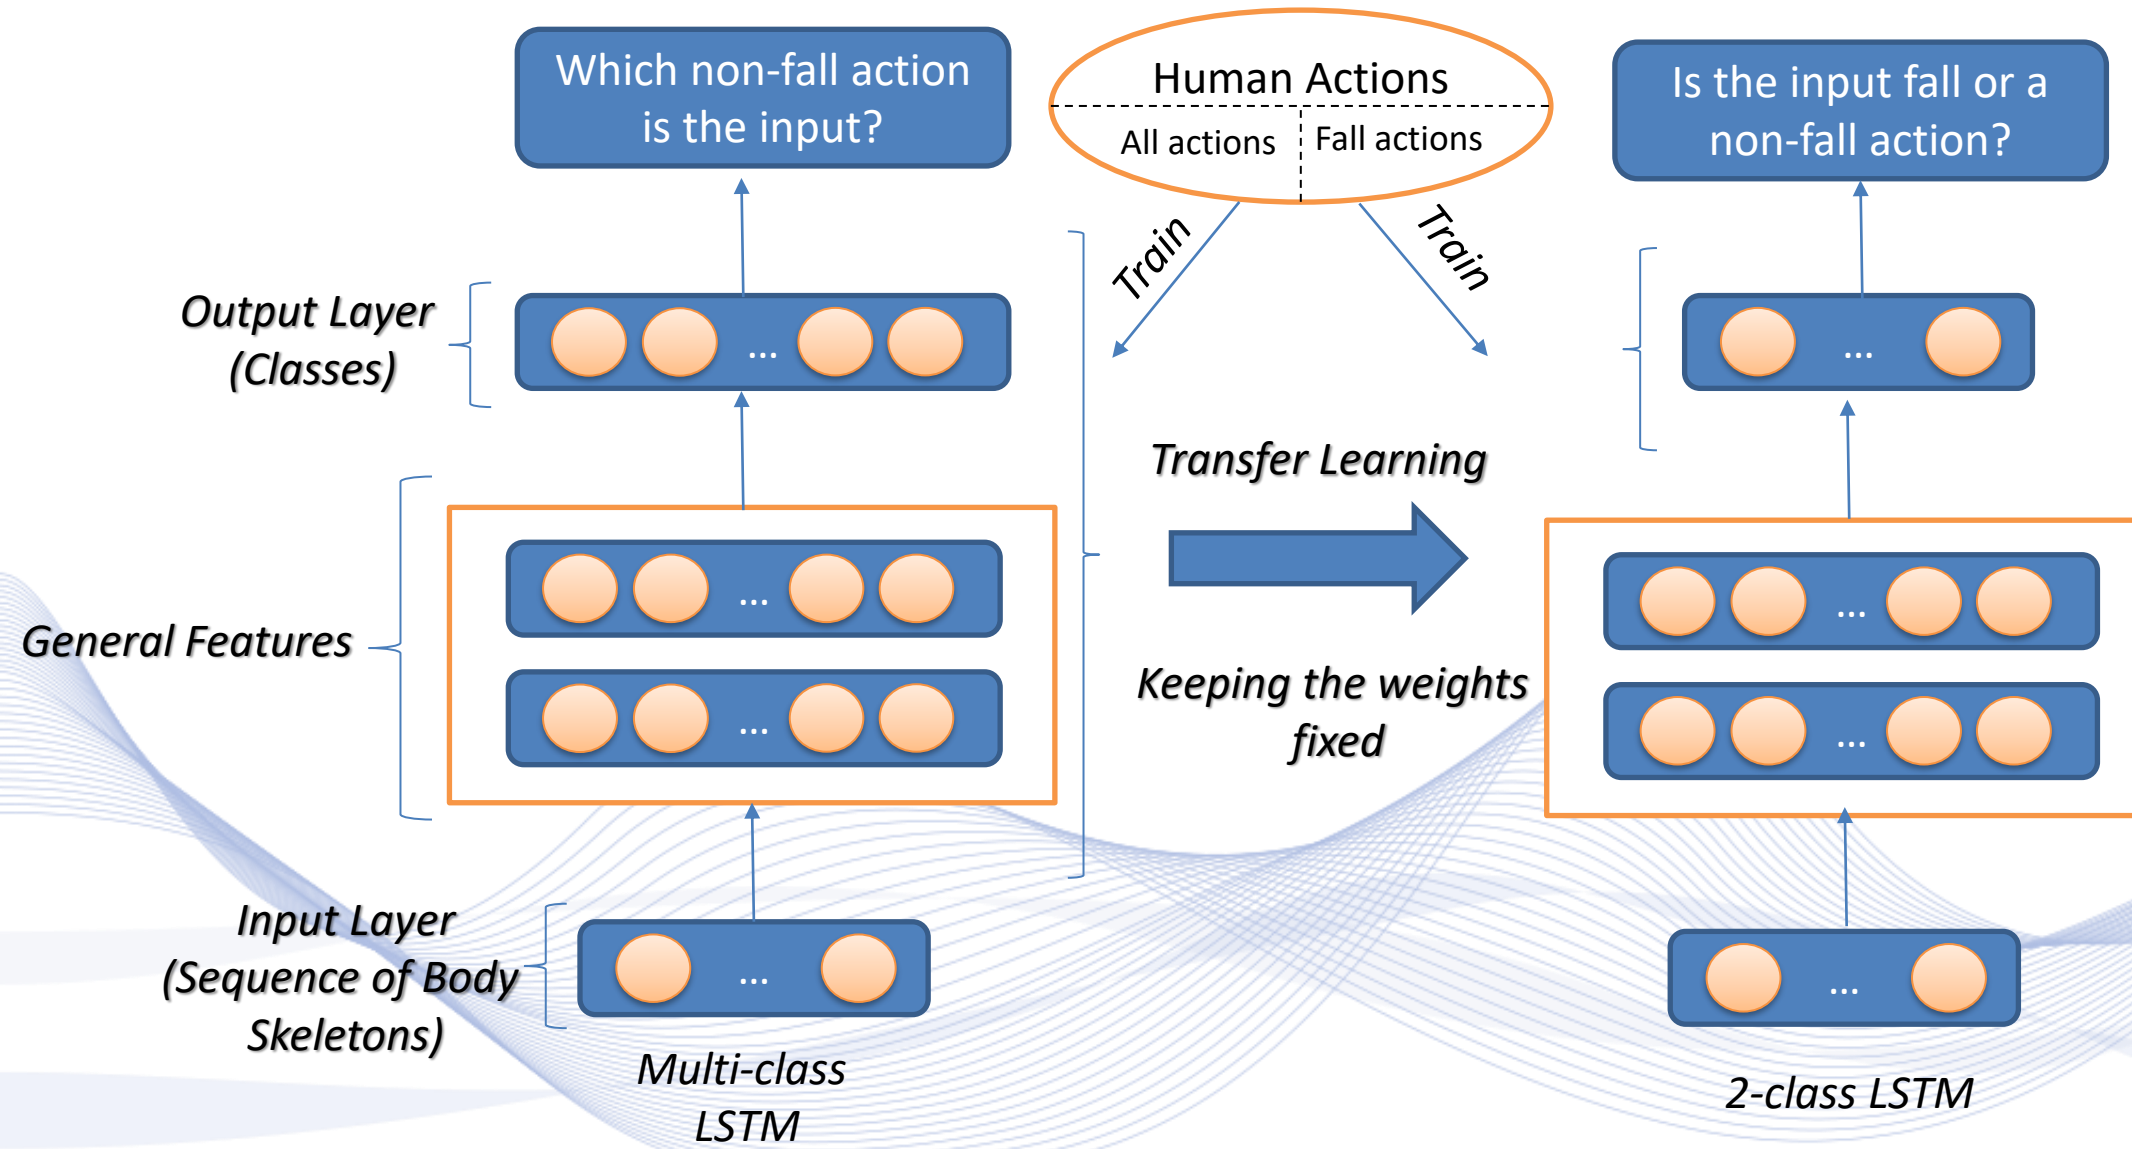 Which non-fall action
is the input?
Human Actions
All actions
Fall actions
Is the input fall or a
non-fall action?
Train
Train
Output Layer
(Classes)
...
...
Transfer Learning
General Features
...
...
...
...
Keeping the weights
fixed
Input Layer
(Sequence of Body
Skeletons)
...
...
Multi-class
LSTM
2-class LSTM